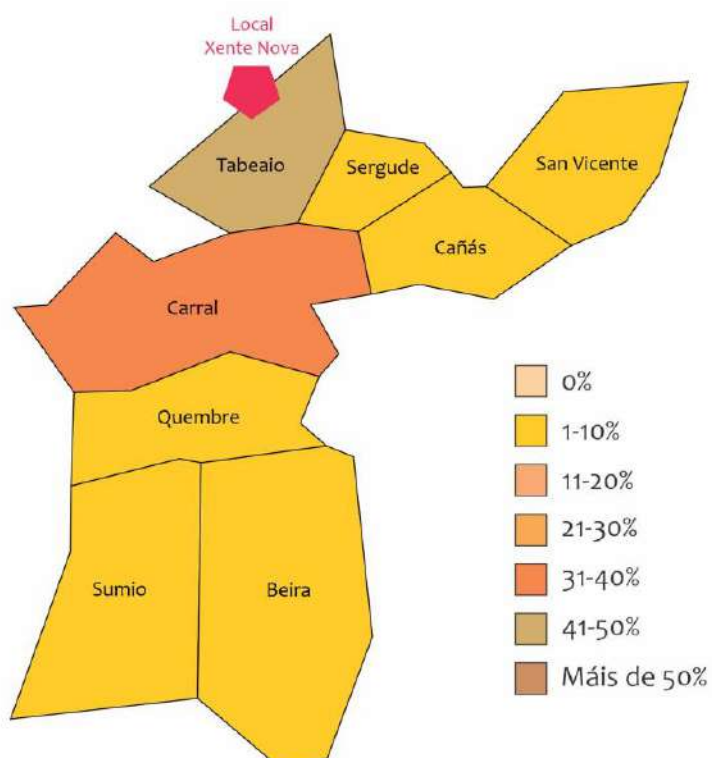 Local
Xente Nova
Tabeaio
Sergude
San Vicente
Cañás
Carral
Quembre
Sumio
Beira
0%
1-10%
11-20%
21-30%
31-40%
41-50%
Máis de 50%